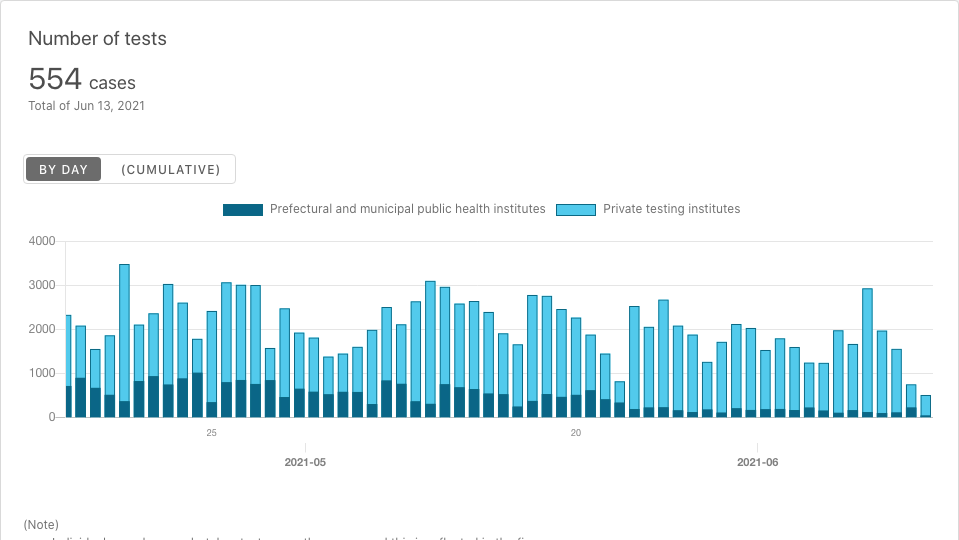 Number of tests
554 cases
Total of Jun 13, 2021
BY DAY (CUMULATIVE)
Prefectural and municipal public health institutes Private testing institutes
4000
3000
2000
1000
0
25 20
2021-05 2021-06
(Note)